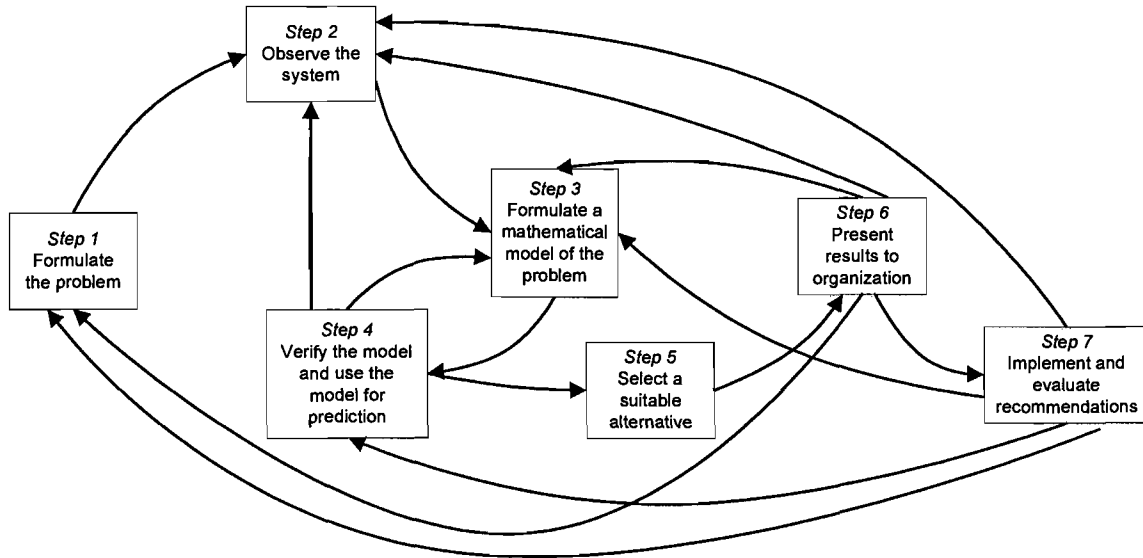 Step 1
Formulate
the problem
Step 2
Observe the
system
Step 3
Formulate a
mathematical
model of the
problem
Step 4
Verify the model
and use the
model for
prediction
Step 5
Select a
suitable
alternative
Step 6
Present
results to
organization
Step 7
Implement and
evaluate
recommendations